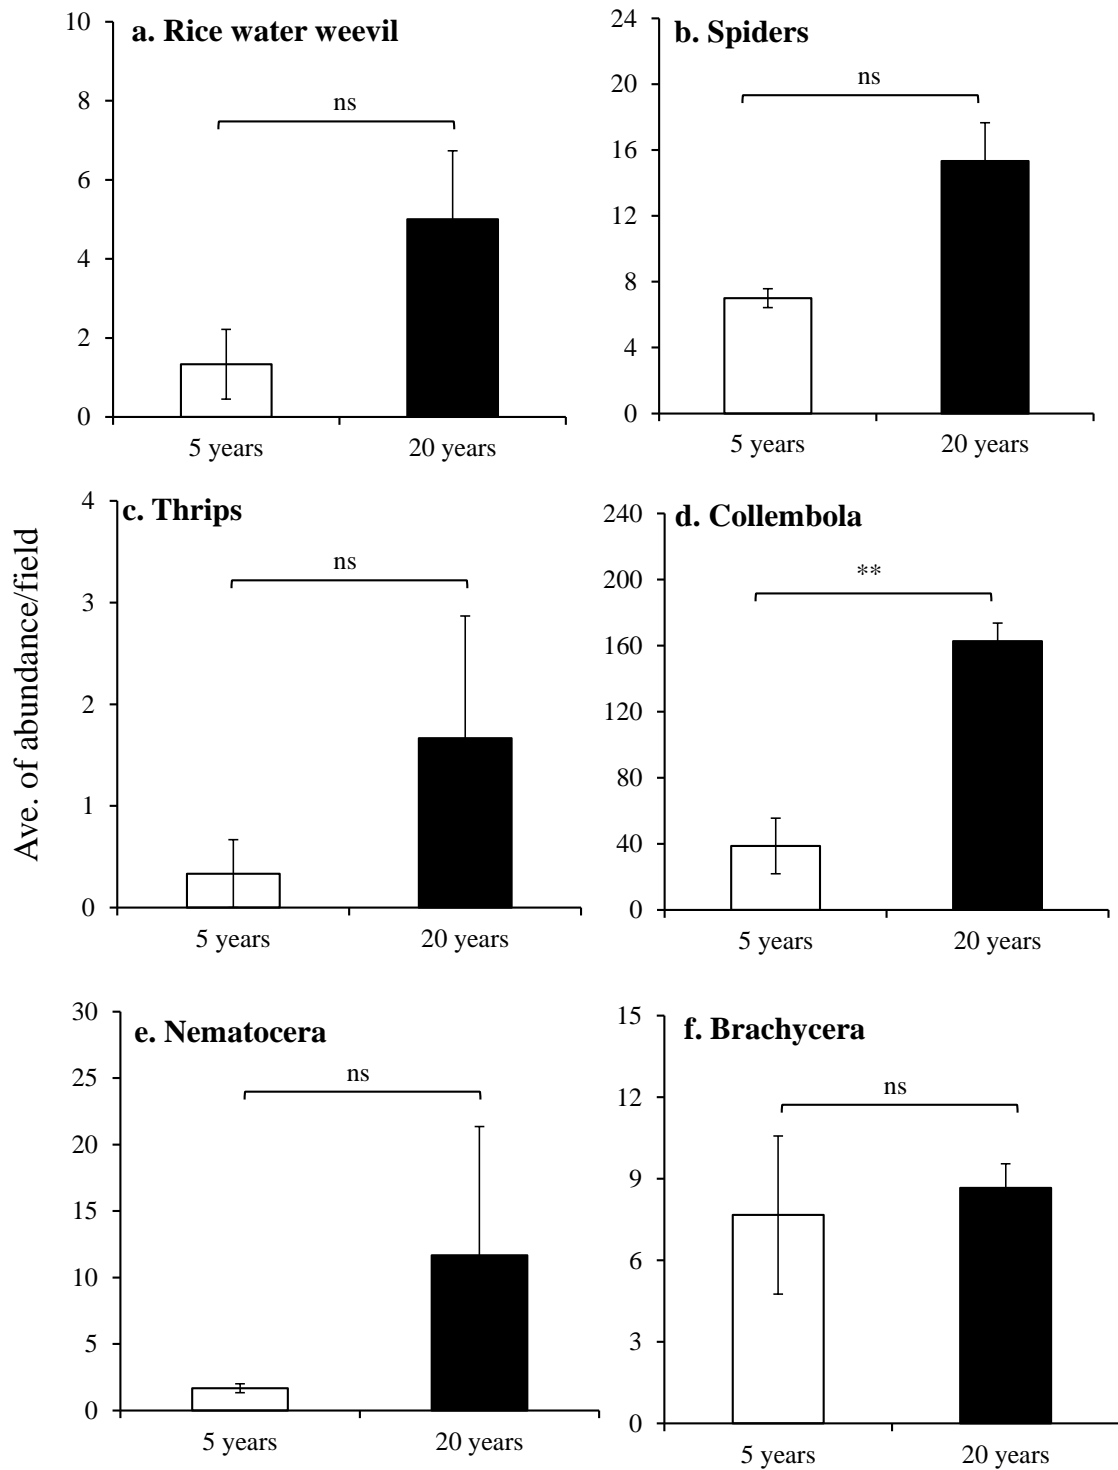 a. Rice water weevil
10
8
6
4
2
0
ns
5 years
20 years
b. Spiders
24
20
16
12
8
4
0
ns
5 years
20 years
Ave. of abundance/field
c. Thrips
4
3
2
1
0
ns
5 years
20 years
d. Collembola
240
200
160
120
80
40
0
**
5 years
20 years
e. Nematocera
30
25
20
15
10
5
0
ns
5 years
20 years
f. Brachycera
15
12
9
6
3
0
ns
5 years
20 years